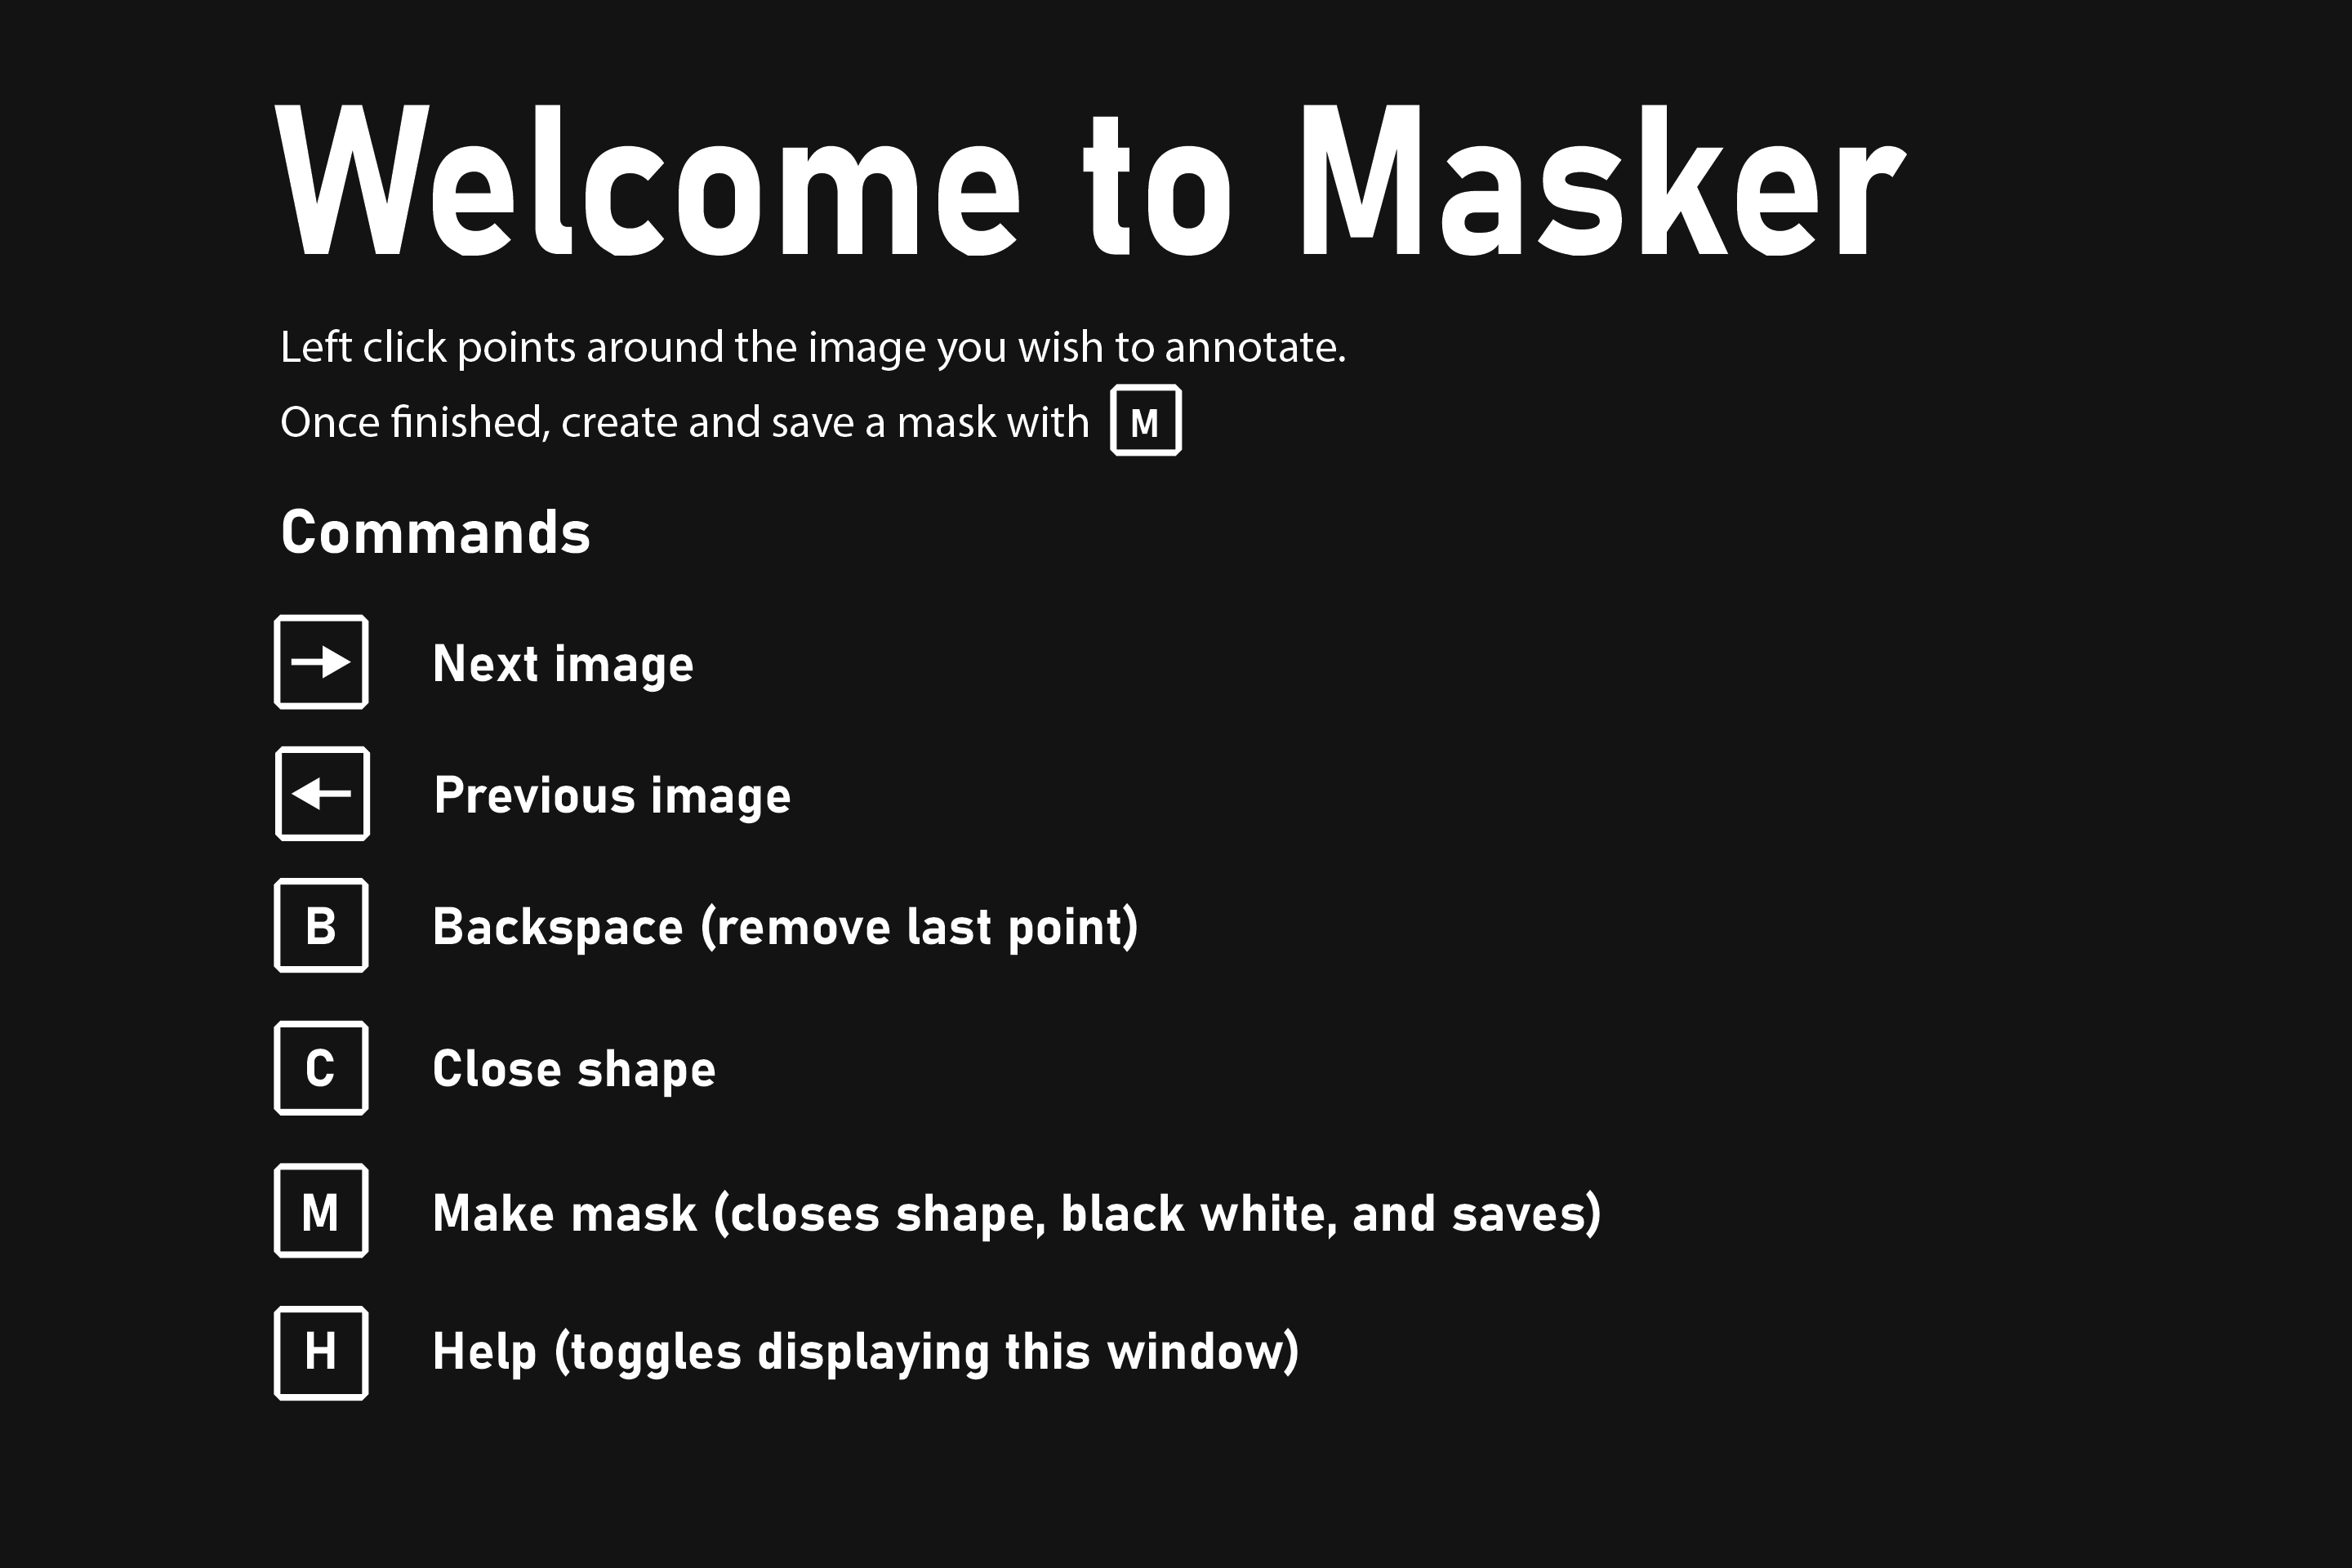 Welcome to Masker
Left click points around the image you wish to annotate.
Once finished, create and save a mask with M
Commands
→ Next image
← Previous image
B Backspace (remove last point)
C Close shape
M Make mask (closes shape, black white, and saves)
H Help (toggles displaying this window)